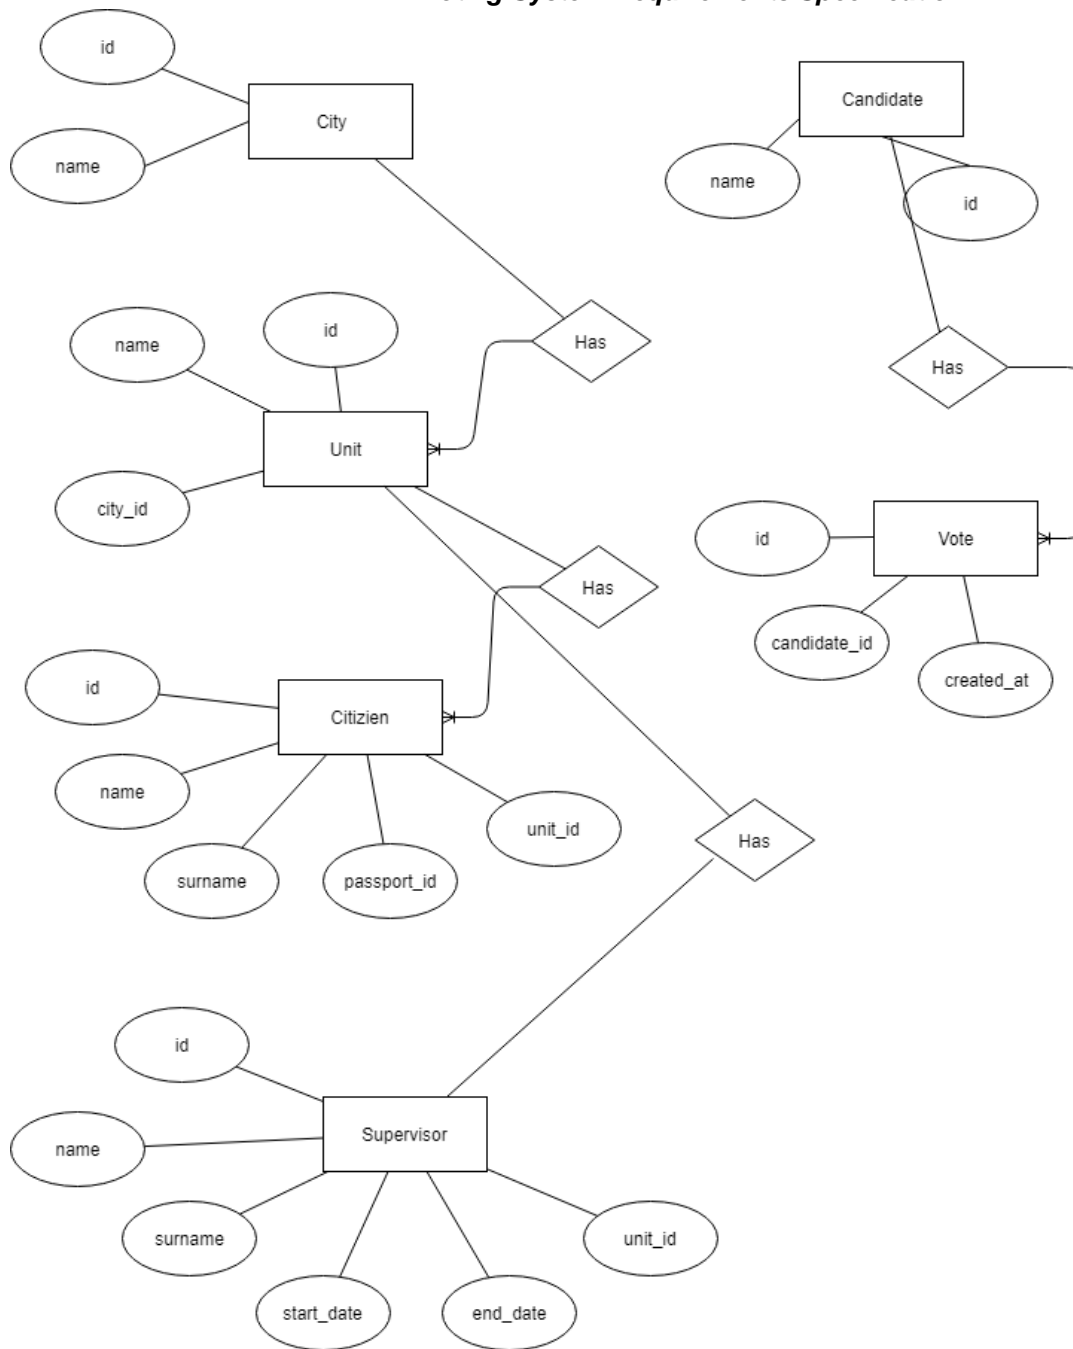 id
City
name
Candidate
name
id
Has
Has
name
id
Unit
city_id
Has
id
Vote
candidate_id
created_at
id
Citizien
name
surname
passport_id
unit_id
Has
id
name
Supervisor
surname
unit_id
start_date
end_date